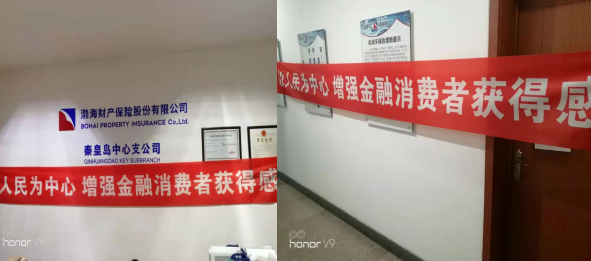 渤海财产保险股份有限公司
BOHAI PROPERTY INSURANCE Co.,Ltd.
秦皇岛中心支公司
QINHUANGDAO KEY SUBBRANCH
人民为中心 增强金融消费者获得感
honor V9
人民为中心 增强金融消费者获得感
honor V9